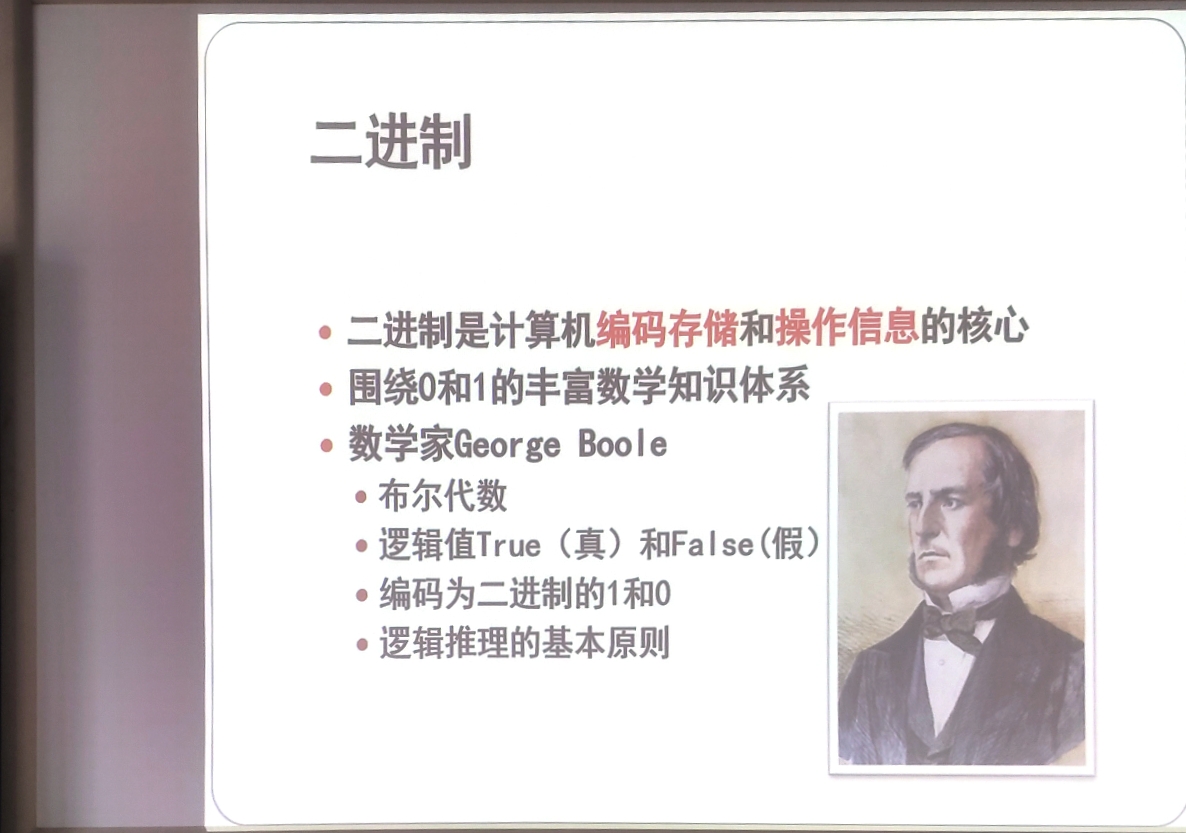 二进制
二进制是计算机编码存储和操作信息的核心
围绕0和1的丰富数学知识体系
数学家George Boole
布尔代数
逻辑值True（真）和False(假）
编码为二进制的1和0
逻辑推理的基本原则